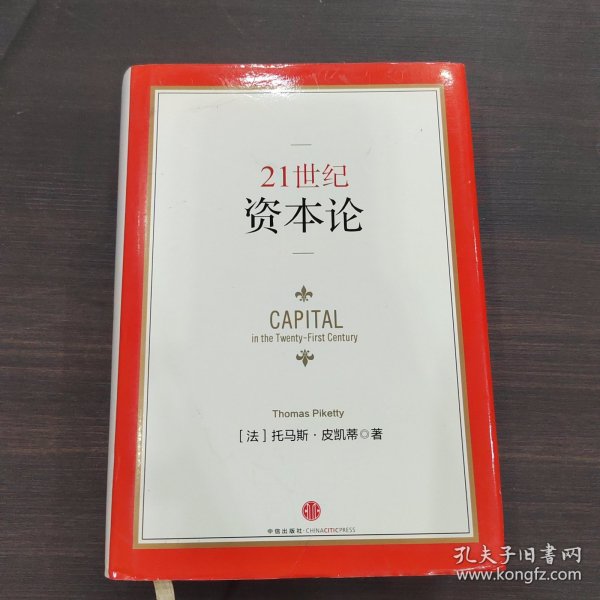 21世纪
资本论
CAPITAL
in the Twenty-First Century
Thomas Piketty
[法]托马斯·皮凯蒂◎著
中信出版社·CHINACITICPRESS
孔夫子旧书网
www.kongfz.com